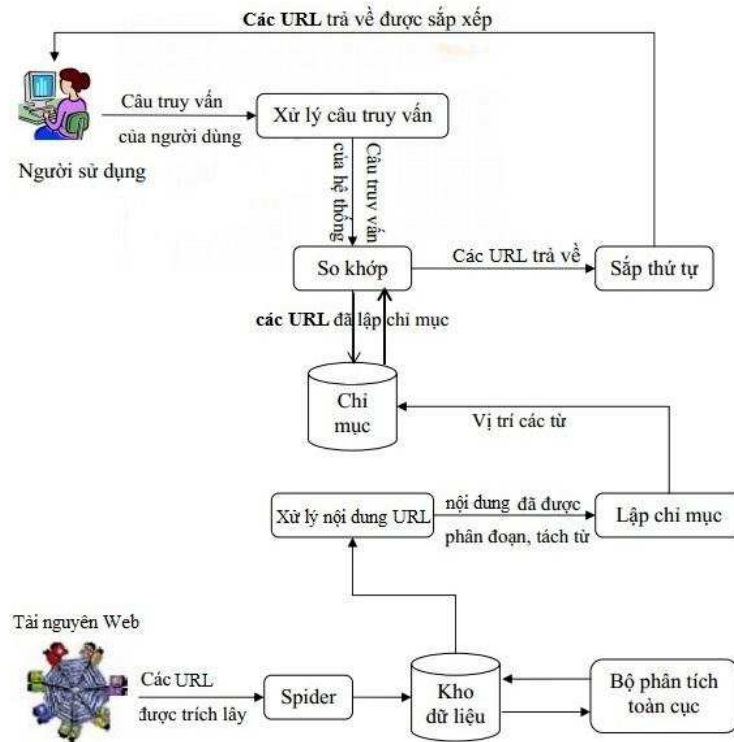 Các URL trả về được sắp xếp
Câu truy vấn
của người dùng
Xử lý câu truy vấn
Người sử dụng
Câu truy vấn
của hệ thống
So khớp
Các URL trả về
Sắp thứ tự
các URL đã lập chỉ mục
Chỉ
mục
Vị trí các từ
Xử lý nội dung URL
nội dung đã được
phân đoạn, tách từ
Lập chỉ mục
Tài nguyên Web
Các URL
được trích lây
Spider
Kho
dữ liệu
Bộ phân tích
toàn cục